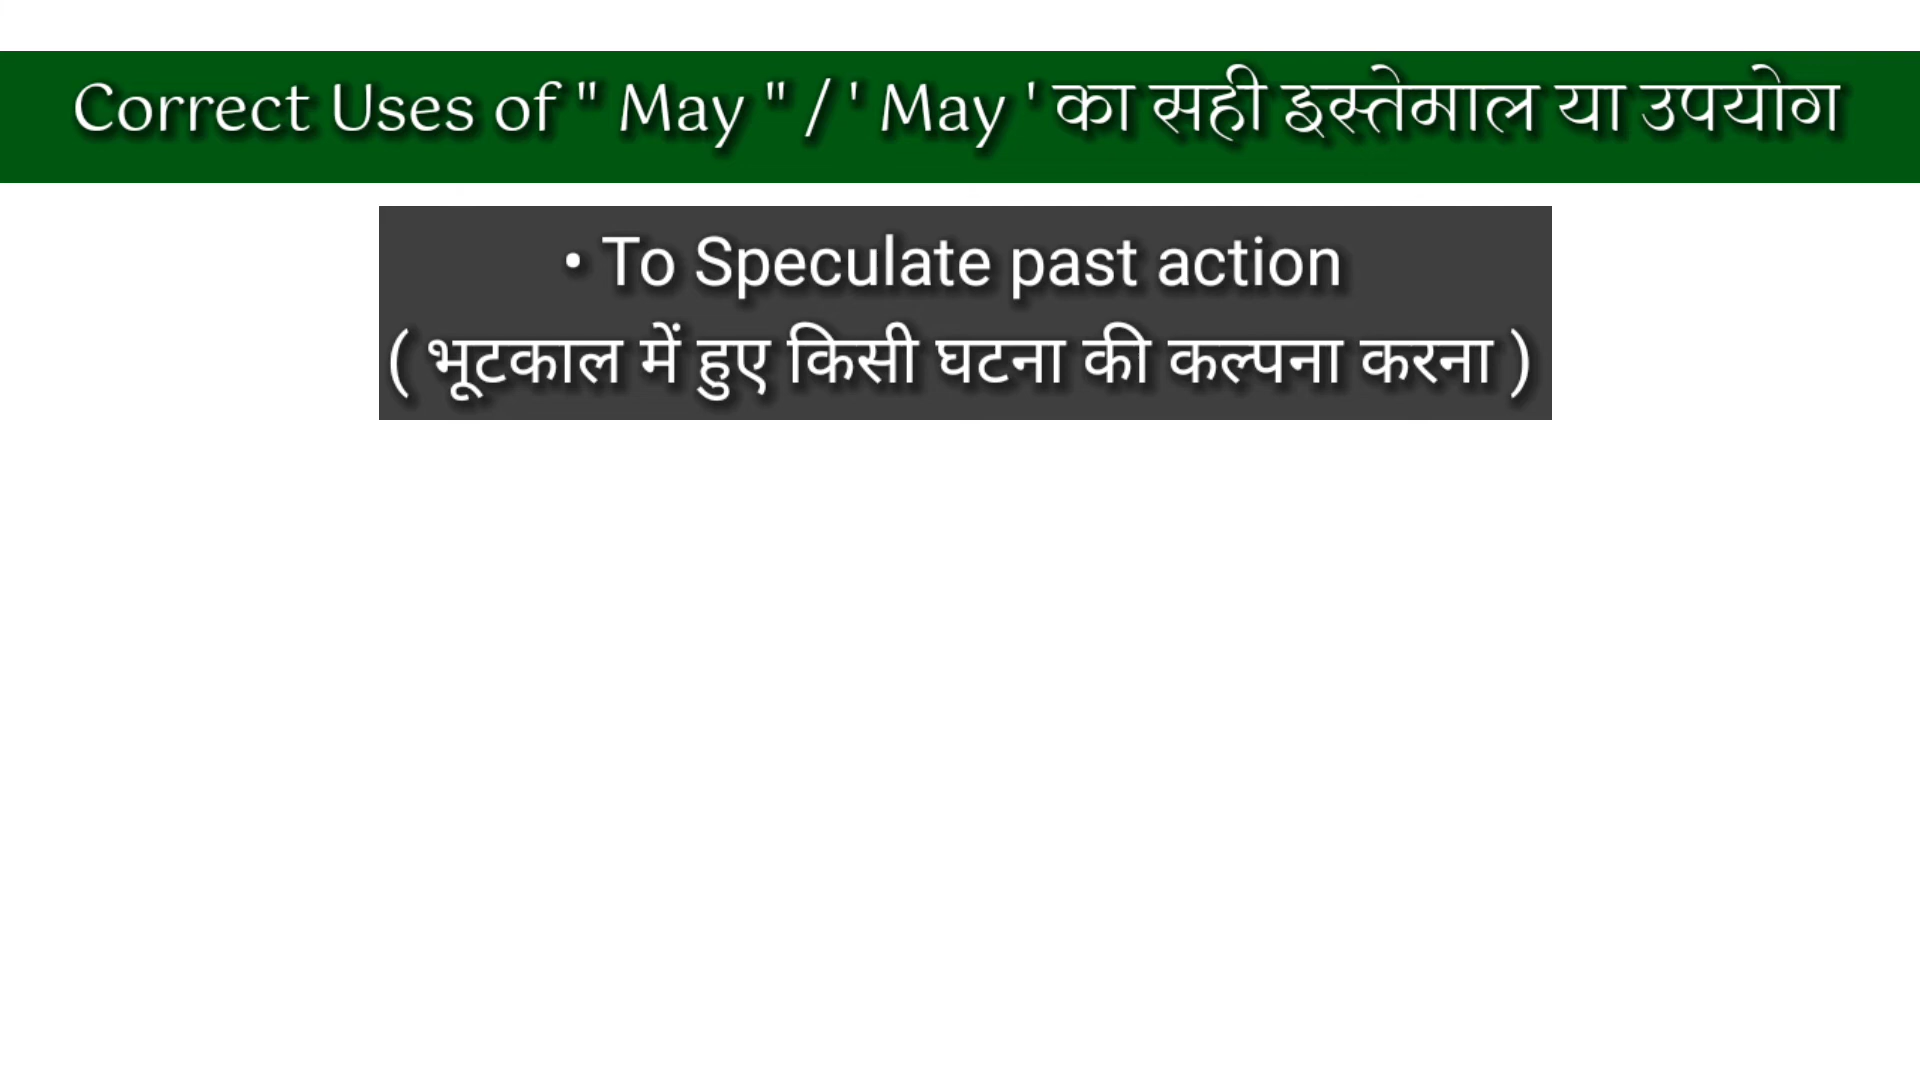 Correct Uses of " May " / ' May ' का सही इस्तेमाल या उपयोग
• To Speculate past action
( भूटकाल में हुए किसी घटना की कल्पना करना )